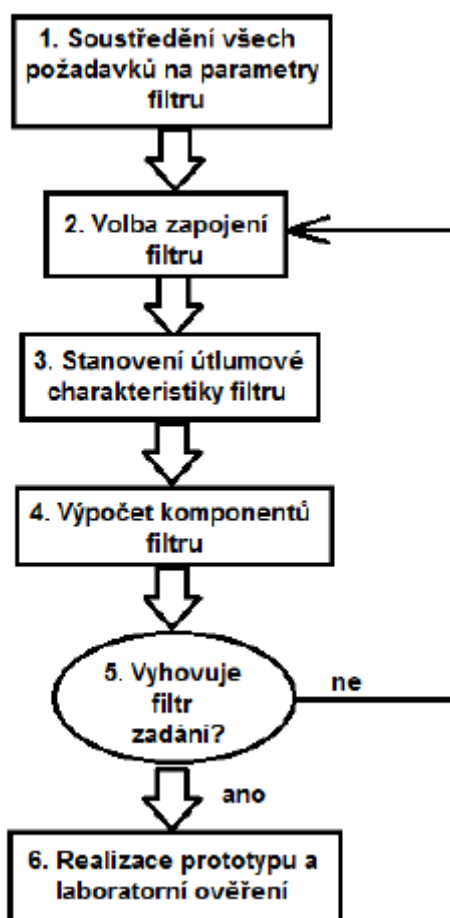 1. Soustředění všech
požadavků na parametry
filtru
2. Volba zapojení
filtru
3. Stanovení útlumové
charakteristiky filtru
4. Výpočet komponentů
filtru
5. Vyhovuje
filtr
zadání?
ne
ano
6. Realizace prototypu a
laboratorní ověření